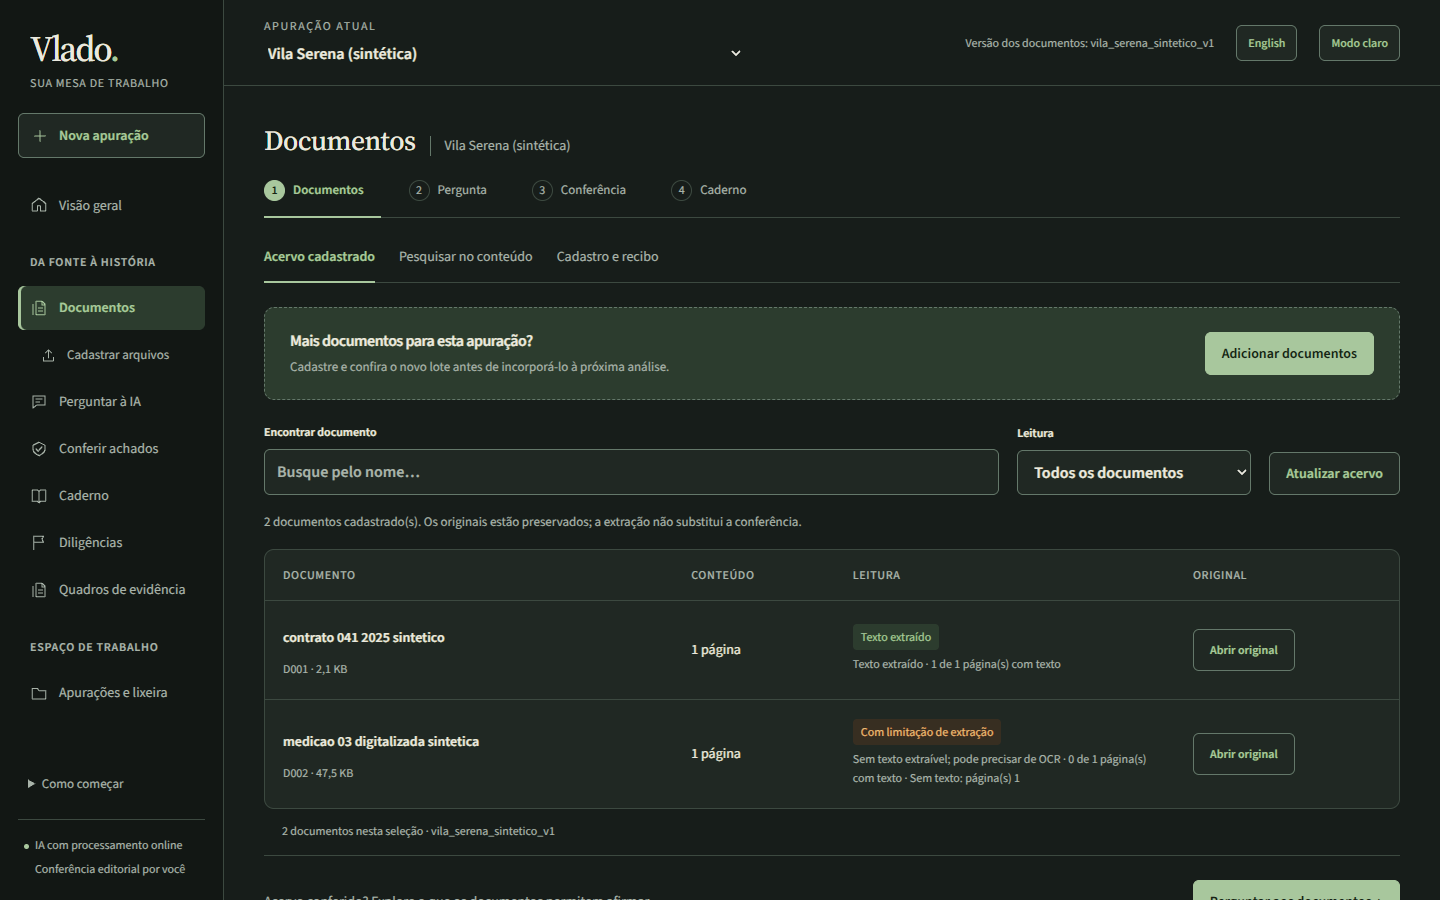 Vlado.
SUA MESA DE TRABALHO
Nova apuração
Visão geral
DA FONTE À HISTÓRIA
Documentos
Cadastrar arquivos
Perguntar à IA
Conferir achados
Caderno
Diligências
Quadros de evidência
ESPAÇO DE TRABALHO
Apurações e lixeira
Como começar
IA com processamento online
Conferência editorial por você
APURAÇÃO ATUAL
Vila Serena (sintética)
Versão dos documentos: vila_serena_sintetico_v1
English
Modo claro
Documentos
Vila Serena (sintética)
1 Documentos
2 Pergunta
3 Conferência
4 Caderno
Acervo cadastrado
Pesquisar no conteúdo
Cadastro e recibo
Mais documentos para esta apuração?
Cadastre e confira o novo lote antes de incorporá-lo à próxima análise.
Adicionar documentos
Encontrar documento
Busque pelo nome...
Leitura
Todos os documentos
Atualizar acervo
2 documentos cadastrado(s). Os originais estão preservados; a extração não substitui a conferência.
DOCUMENTO
CONTEÚDO
LEITURA
ORIGINAL
contrato 041 2025 sintetico
D001 · 2,1 KB
1 página
Texto extraído
Texto extraído · 1 de 1 página(s) com texto
Abrir original
medicao 03 digitalizada sintetica
D002 · 47,5 KB
1 página
Com limitação de extração
Sem texto extraível; pode precisar de OCR · 0 de 1 página(s)
com texto · Sem texto: página(s) 1
Abrir original
2 documentos nesta seleção · vila_serena_sintetico_v1